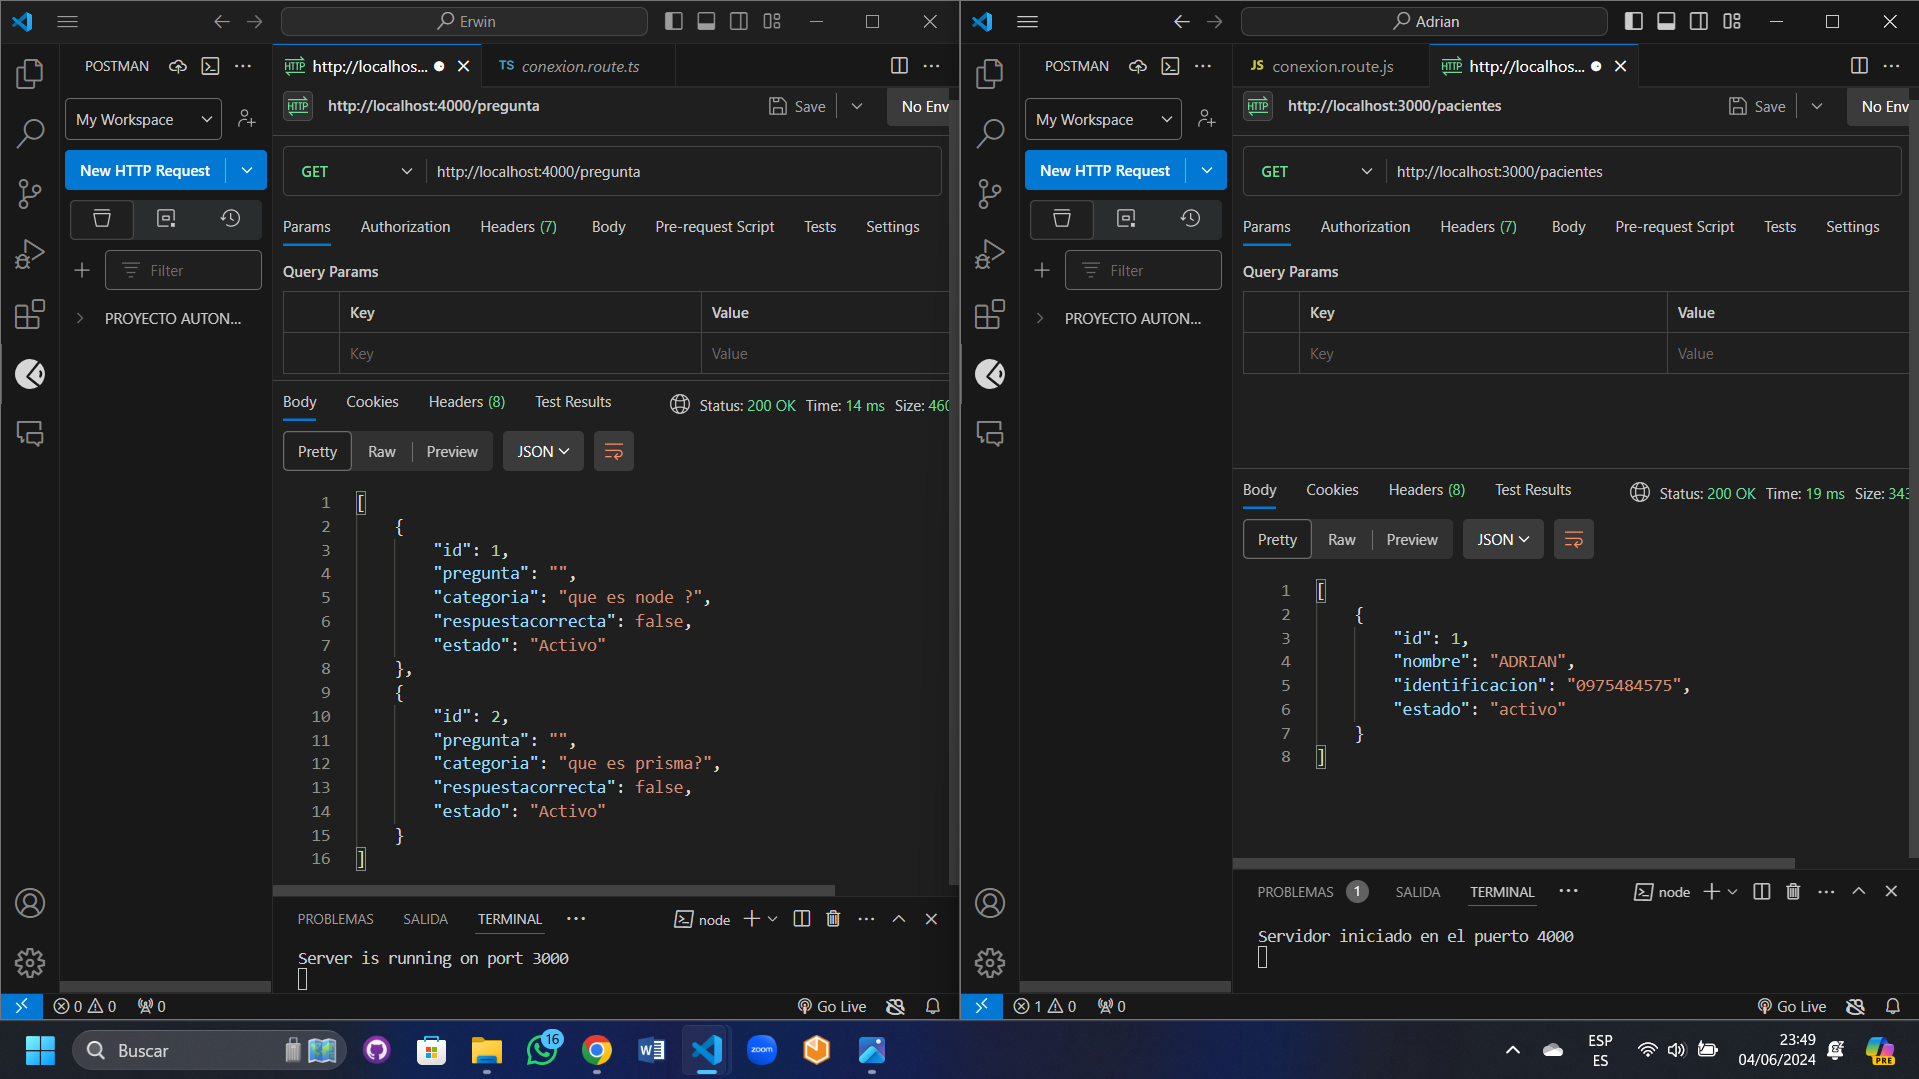 Erwin
POSTMAN
http://localhos...
TS conexion.route.ts
My Workspace
HTTP http://localhost:4000/pregunta
Save
No Env
New HTTP Request
GET
http://localhost:4000/pregunta
Params
Authorization
Headers (7)
Body
Pre-request Script
Tests
Settings
Filter
Query Params
PROYECTO AUTON...
Key
Value
Key
Value
Body
Cookies
Headers (8)
Test Results
Status: 200 OK Time: 14 ms Size: 460
Pretty
Raw
Preview
JSON
1 [
2 {
3 "id": 1,
4 "pregunta": "",
5 "categoria": "que es node ?",
6 "respuestacorrecta": false,
7 "estado": "Activo"
8 },
9 {
10 "id": 2,
11 "pregunta": "",
12 "categoria": "que es prisma?",
13 "respuestacorrecta": false,
14 "estado": "Activo"
15 }
16 ]
PROBLEMAS
SALIDA
TERMINAL
node
Server is running on port 3000
0 0
0
Go Live
Adrian
POSTMAN
JS conexion.route.js
HTTP http://localhos...
My Workspace
HTTP http://localhost:3000/pacientes
Save
No Env
New HTTP Request
GET
http://localhost:3000/pacientes
Params
Authorization
Headers (7)
Body
Pre-request Script
Tests
Settings
Filter
Query Params
PROYECTO AUTON...
Key
Value
Key
Value
Body
Cookies
Headers (8)
Test Results
Status: 200 OK Time: 19 ms Size: 343
Pretty
Raw
Preview
JSON
1 [
2 {
3 "id": 1,
4 "nombre": "ADRIAN",
5 "identificacion": "0975484575",
6 "estado": "activo"
7 }
8 ]
PROBLEMAS 1
SALIDA
TERMINAL
node
Servidor iniciado en el puerto 4000
1 0
0
Go Live
Buscar
16
zoom
ESP
ES
23:49
04/06/2024
PRE